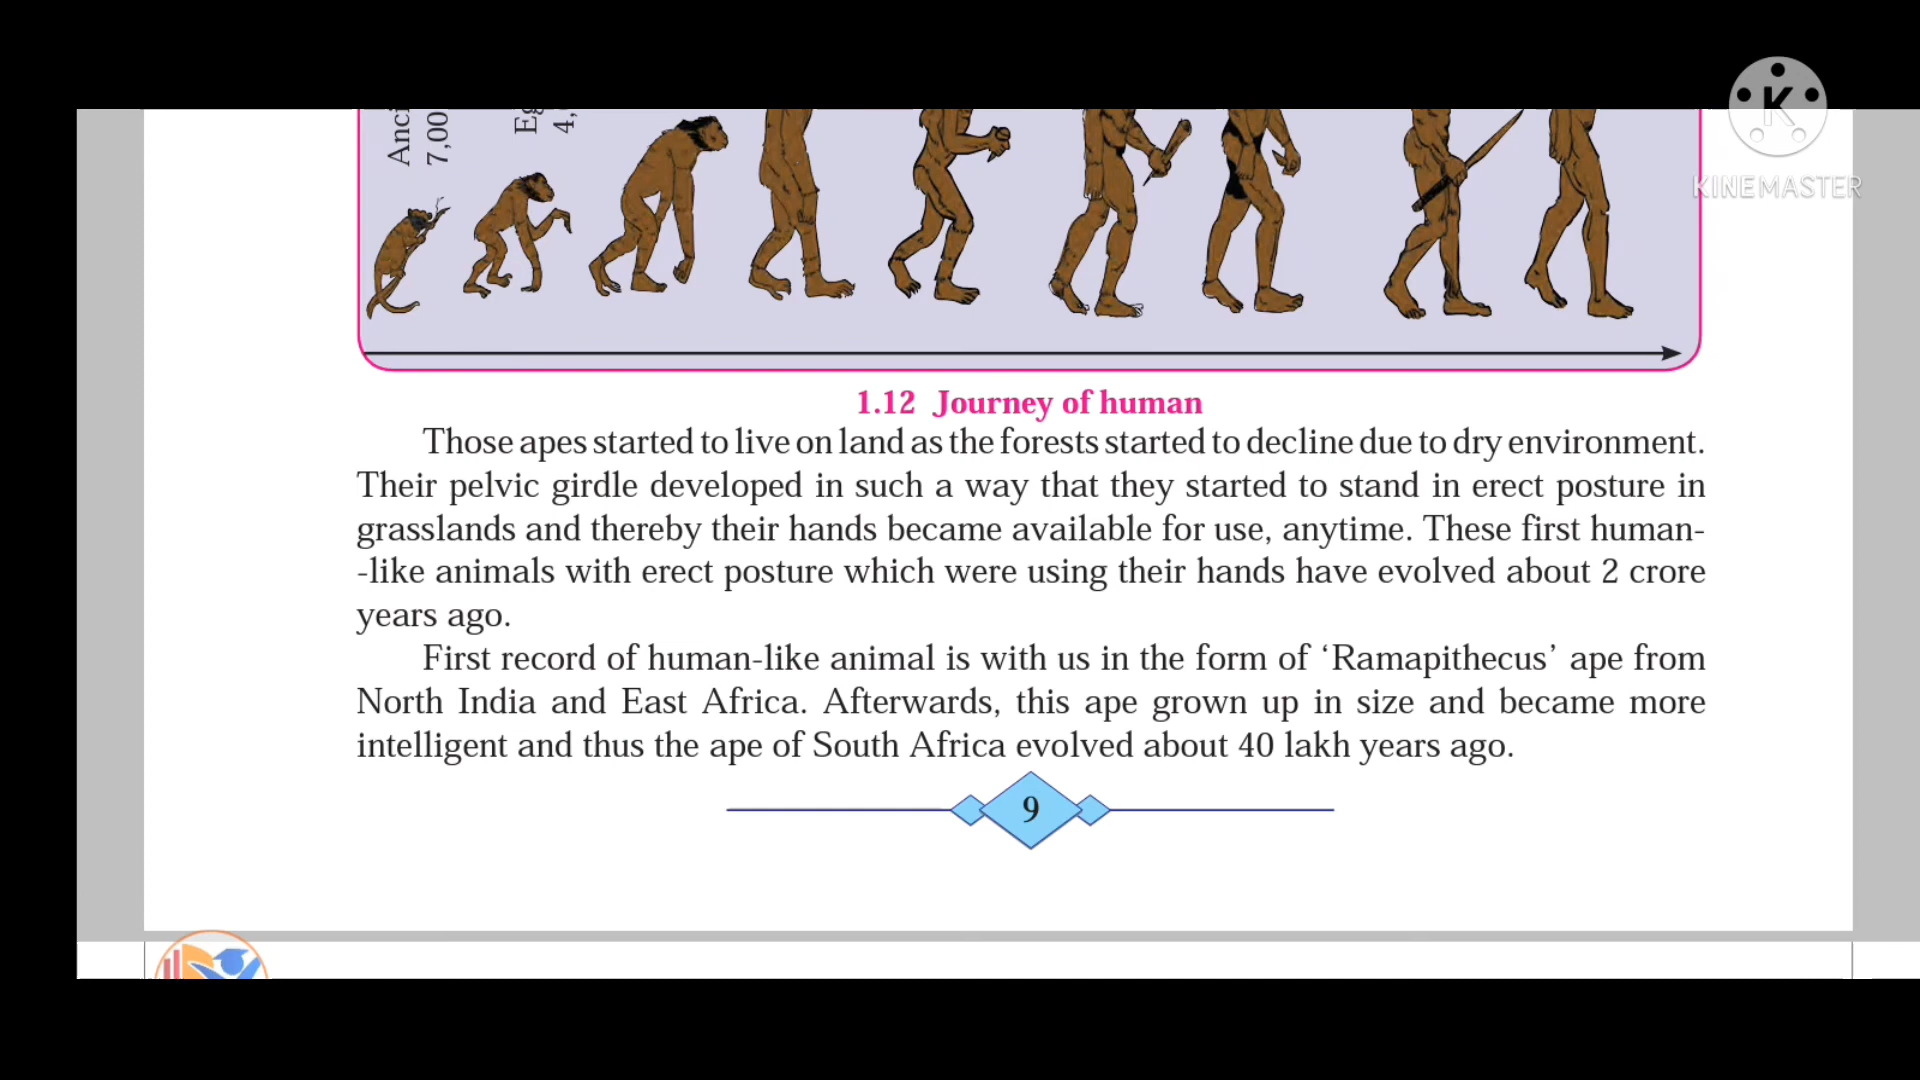 Anci
7,00
Eg
4,
K
KINEMASTER
1.12 Journey of human
Those apes started to live on land as the forests started to decline due to dry environment.
Their pelvic girdle developed in such a way that they started to stand in erect posture in
grasslands and thereby their hands became available for use, anytime. These first human-
-like animals with erect posture which were using their hands have evolved about 2 crore
years ago.
First record of human-like animal is with us in the form of ‘Ramapithecus’ ape from
North India and East Africa. Afterwards, this ape grown up in size and became more
intelligent and thus the ape of South Africa evolved about 40 lakh years ago.
9